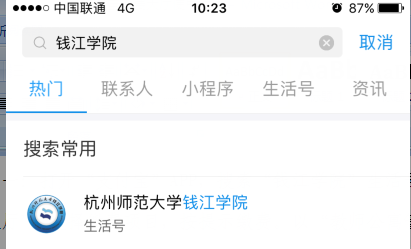 中国联通 4G 10:23 87%
钱江学院 取消
热门 联系人 小程序 生活号 资讯
搜索常用
杭州师范大学钱江学院
生活号